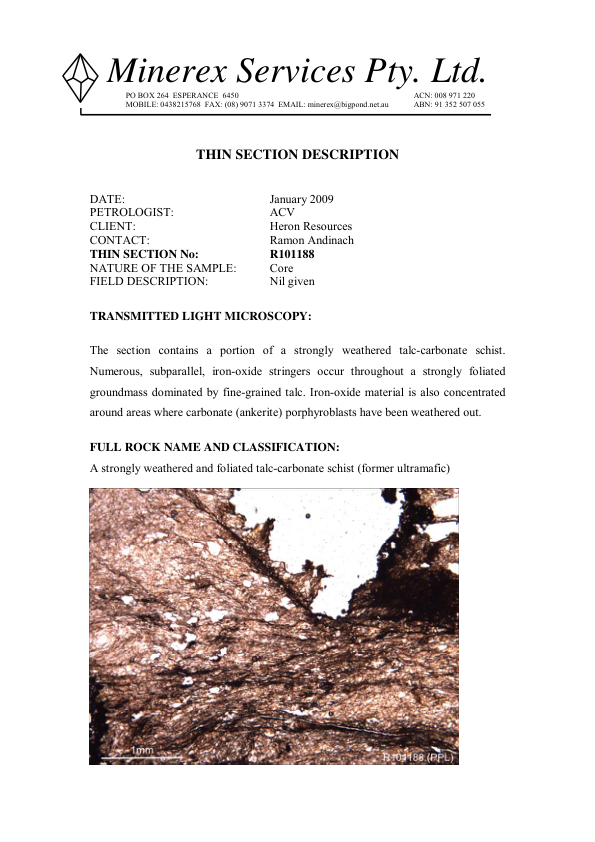 Minerex Services Pty. Ltd.
PO BOX 264 ESPERANCE 6450 ACN: 008 971 220
MOBILE: 0438215768 FAX: (08) 9071 3374 EMAIL: minerex@bigpond.net.au ABN: 91 352 507 055
THIN SECTION DESCRIPTION
DATE: January 2009
PETROLOGIST: ACV
CLIENT: Heron Resources
CONTACT: Ramon Andinach
THIN SECTION No: R101188
NATURE OF THE SAMPLE: Core
FIELD DESCRIPTION: Nil given
TRANSMITTED LIGHT MICROSCOPY:
The section contains a portion of a strongly weathered talc-carbonate schist.
Numerous, subparallel, iron-oxide stringers occur throughout a strongly foliated
groundmass dominated by fine-grained talc. Iron-oxide material is also concentrated
around areas where carbonate (ankerite) porphyroblasts have been weathered out.
FULL ROCK NAME AND CLASSIFICATION:
A strongly weathered and foliated talc-carbonate schist (former ultramafic)
1mm
R101188 (PPL)